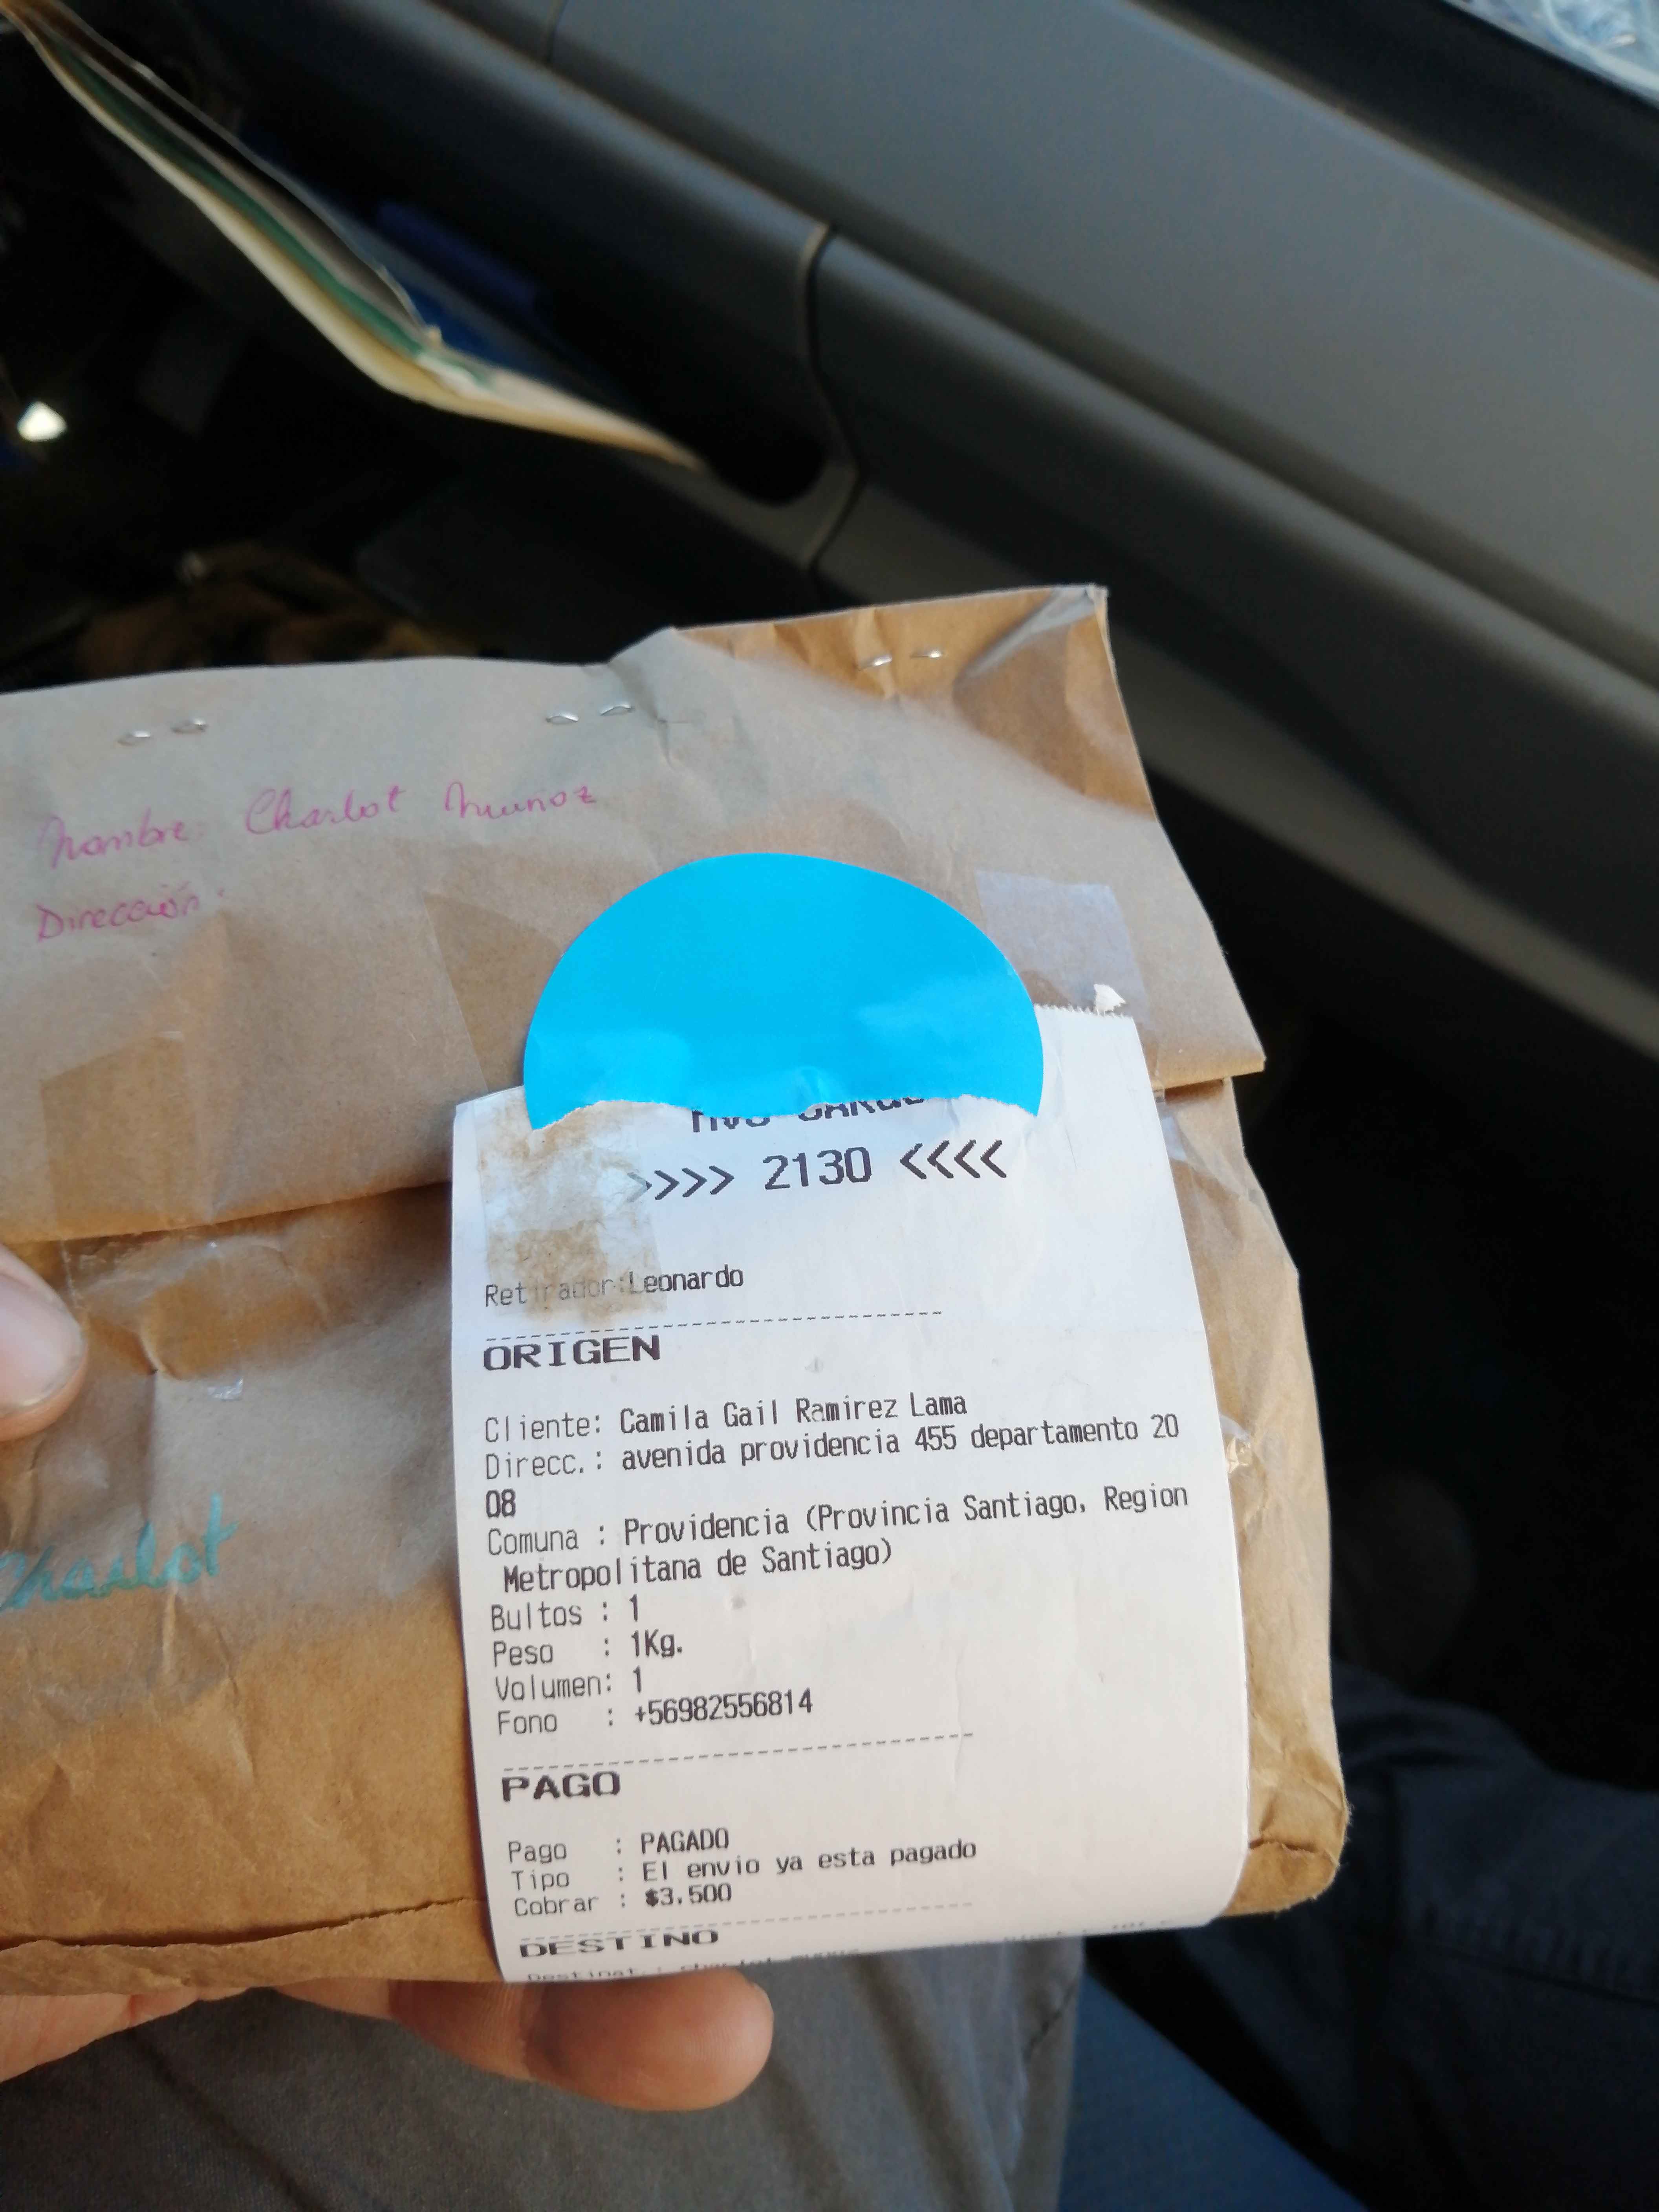 Nombre: Charlot Munoz
Dirección:
Charlot
>>>> 2130 <<<<
Retirador:Leonardo
ORIGEN
Cliente: Camila Gail Ramirez Lama
Direcc.: avenida providencia 455 departamento 20
08
Comuna : Providencia (Provincia Santiago, Region
Metropolitana de Santiago)
Bultos : 1
Peso : 1Kg.
Volumen: 1
Fono : +56982556814
PAGO
Pago : PAGADO
Tipo : El envio ya esta pagado
Cobrar : $3.500
DESTINO
Destinat.: